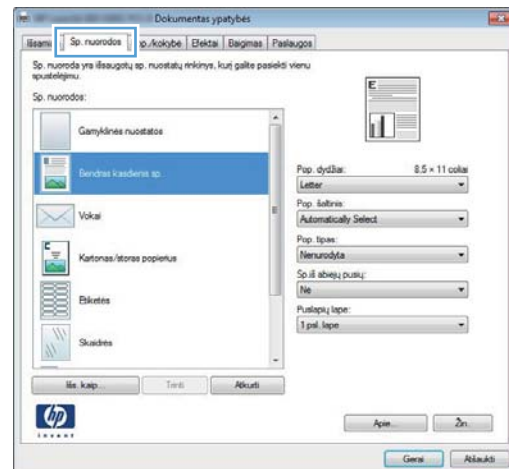 Dokumentas ypatybės
Išsami Sp. nuorodos op./kokybė Efektai Baigimas Paslaugos
Sp. nuoroda yra išsaugotų sp. nuostatų rinkinys, kurį galite pasiekti vienu
spustelėjimu.
Sp. nuorodos:
Gamyklinės nuostatos
Bendras kasdienis sp.
Vokai
Kartonas/storas popierius
Etiketės
Skaidrės
Išs. kaip...
Trinti
Atkurti
E
Pop. dydžiai: 8.5 × 11 coliai
Letter
Pop. šaltinis:
Automatically Select
Pop. tipas:
Nenurodyta
Sp.iš abiejų pusių:
Ne
Puslapių lape:
1 psl. lape
hp
invent
Apie...
Žin.
Gerai
Atšaukti